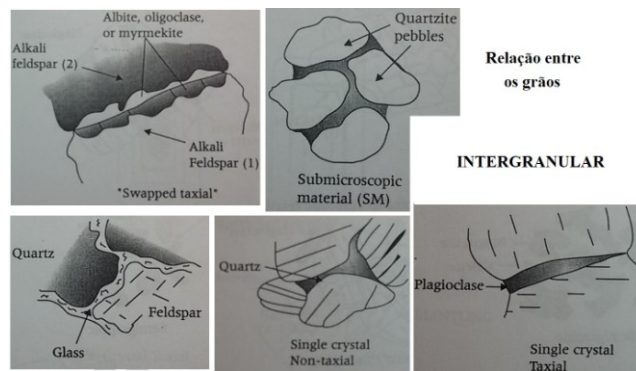 Albite, oligoclase,
or myrmekite
Alkali
feldspar (2)
Alkali
Feldspar (1)
"Swapped taxial"
Quartzite
pebbles
Submicroscopic
material (SM)
Relação entre
os grãos
INTERGRANULAR
Quartz
Feldspar
Glass
Quartz
Single crystal
Non-taxial
Plagioclase
Single crystal
Taxial